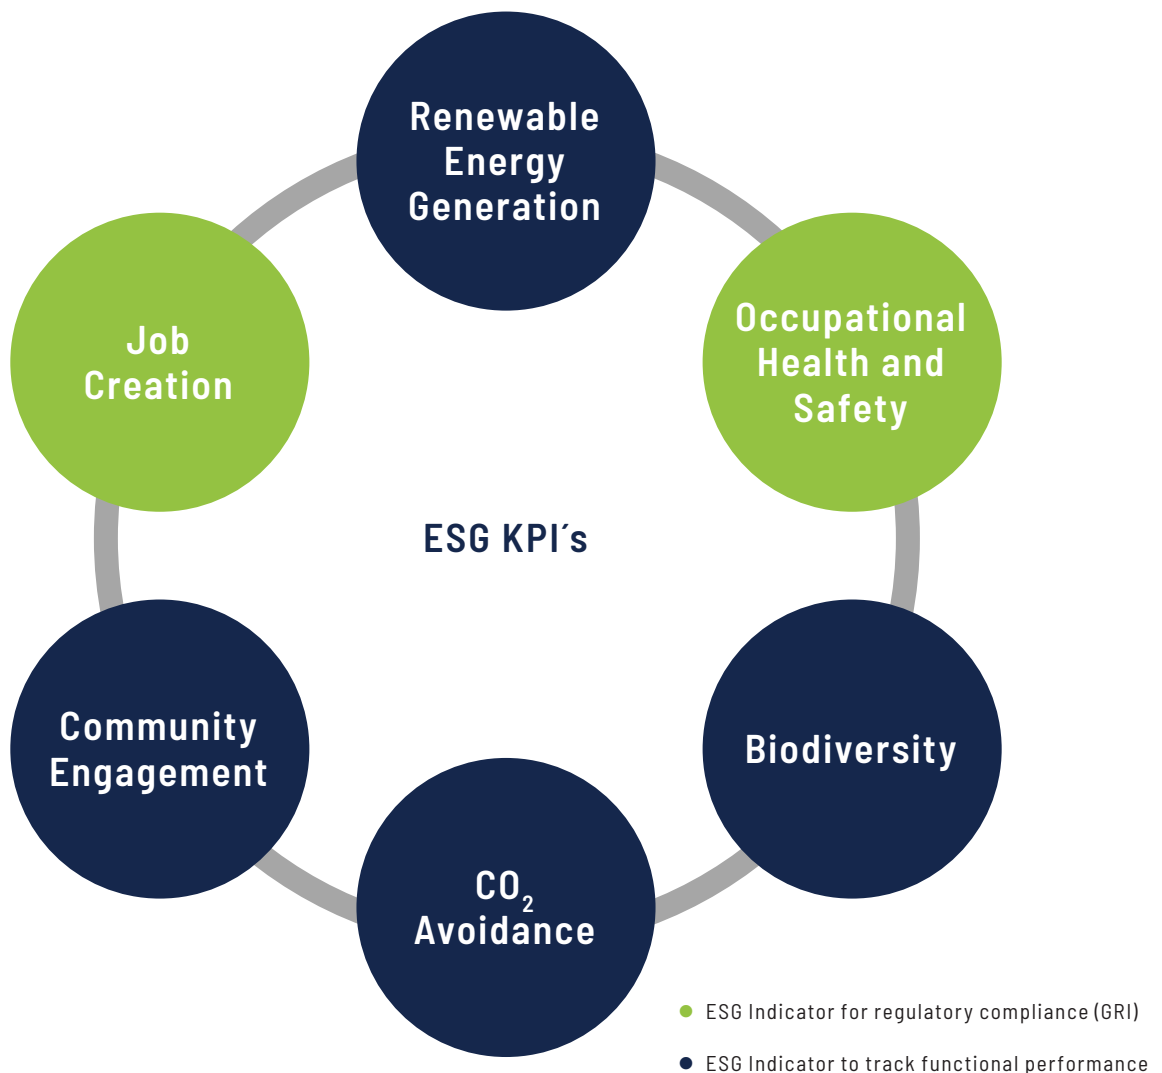 Renewable
Energy
Generation
Occupational
Health and
Safety
Job
Creation
ESG KPI´s
Community
Engagement
Biodiversity
CO₂
Avoidance
ESG Indicator for regulatory compliance (GRI)
ESG Indicator to track functional performance